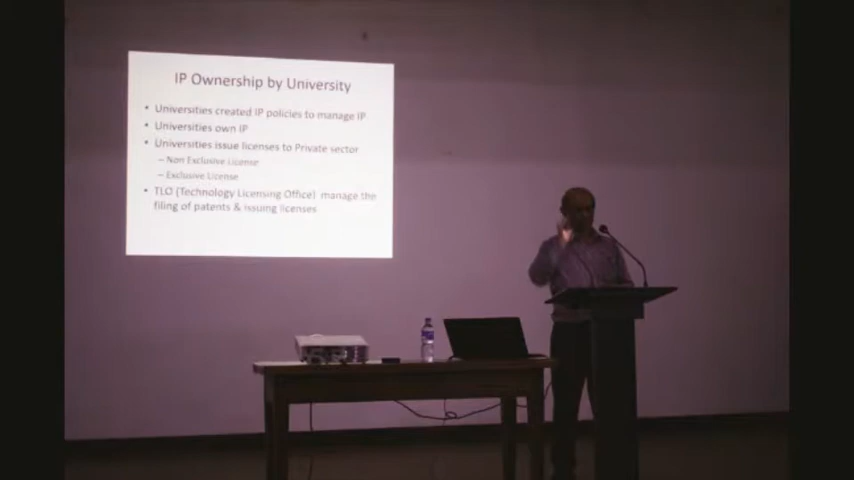 IP Ownership by University
• Universities created IP policies to manage IP
• Universities own IP
• Universities issue licenses to Private sector
– Non Exclusive License
– Exclusive License
• TLO (Technology Licensing Office) manage the
filing of patents & issuing licenses